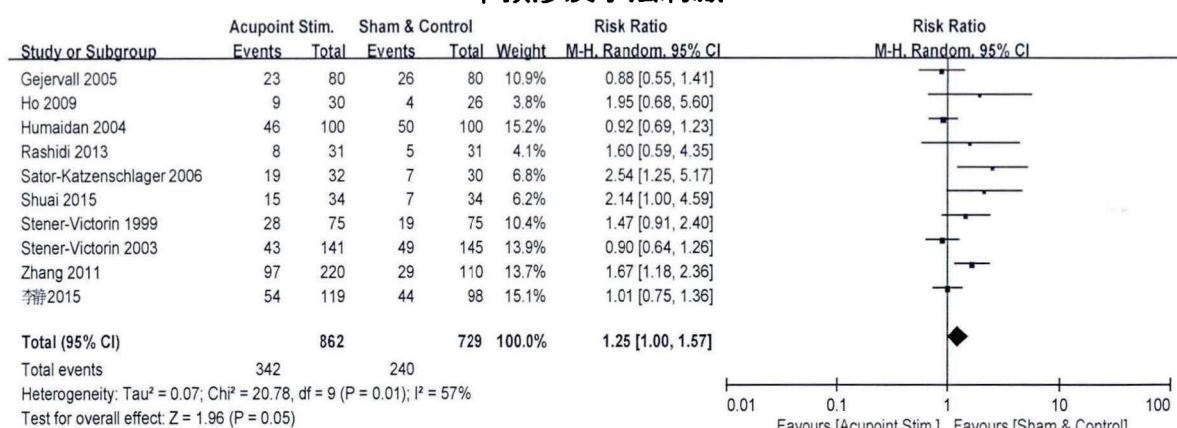 Acupoint Stim. Sham & Control Risk Ratio Risk Ratio
Study or Subgroup Events Total Events Total Weight M-H. Random. 95% CI M-H. Random. 95% CI
Gejervall 2005 23 80 26 80 10.9% 0.88 [0.55, 1.41]
Ho 2009 9 30 4 26 3.8% 1.95 [0.68, 5.60]
Humaidan 2004 46 100 50 100 15.2% 0.92 [0.69, 1.23]
Rashidi 2013 8 31 5 31 4.1% 1.60 [0.59, 4.35]
Sator-Katzenschlager 2006 19 32 7 30 6.8% 2.54 [1.25, 5.17]
Shuai 2015 15 34 7 34 6.2% 2.14 [1.00, 4.59]
Stener-Victorin 1999 28 75 19 75 10.4% 1.47 [0.91, 2.40]
Stener-Victorin 2003 43 141 49 145 13.9% 0.90 [0.64, 1.26]
Zhang 2011 97 220 29 110 13.7% 1.67 [1.18, 2.36]
李静2015 54 119 44 98 15.1% 1.01 [0.75, 1.36]
Total (95% CI) 862 729 100.0% 1.25 [1.00, 1.57]
Total events 342 240
Heterogeneity: Tau² = 0.07; Chi² = 20.78, df = 9 (P = 0.01); I² = 57%
Test for overall effect: Z = 1.96 (P = 0.05)
0.01 0.1 1 10 100
Favours [Acupoint Stim.] Favours [Sham & Control]